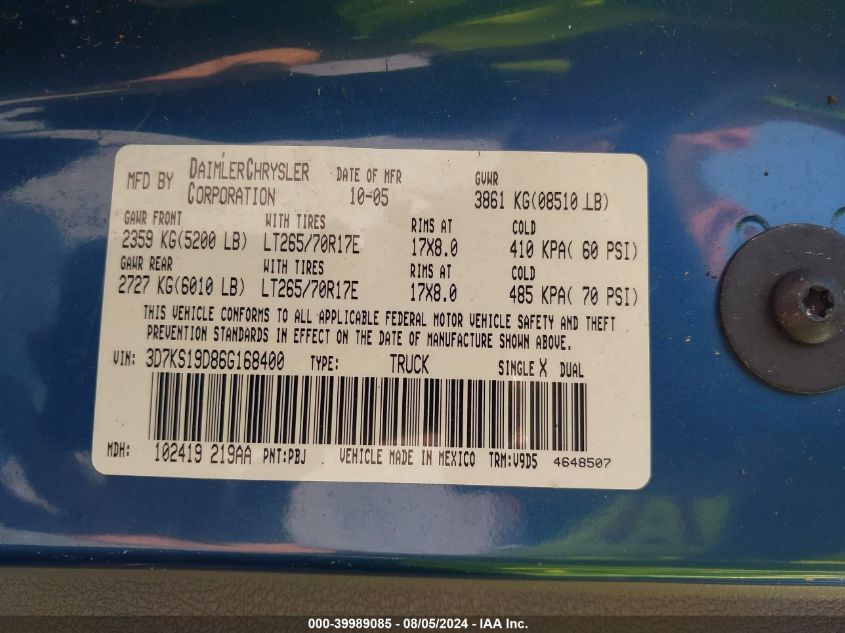 MFD BY DAIMLERCHRYSLER CORPORATION DATE OF MFR 10-05 GVWR 3861 KG(08510 LB)
GAWR FRONT WITH TIRES RIMS AT COLD
2359 KG(5200 LB) LT265/70R17E 17X8.0 410 KPA( 60 PSI)
GAWR REAR WITH TIRES RIMS AT COLD
2727 KG(6010 LB) LT265/70R17E 17X8.0 485 KPA( 70 PSI)
THIS VEHICLE CONFORMS TO ALL APPLICABLE FEDERAL MOTOR VEHICLE SAFETY AND THEFT
PREVENTION STANDARDS IN EFFECT ON THE DATE OF MANUFACTURE SHOWN ABOVE.
VIN: 3D7KS19D86G168400 TYPE: TRUCK SINGLE X DUAL
MDH: 102419 219AA PNT:PBJ VEHICLE MADE IN MEXICO TRM:V9D5 4648507
000-39989085 - 08/05/2024 - IAA Inc.